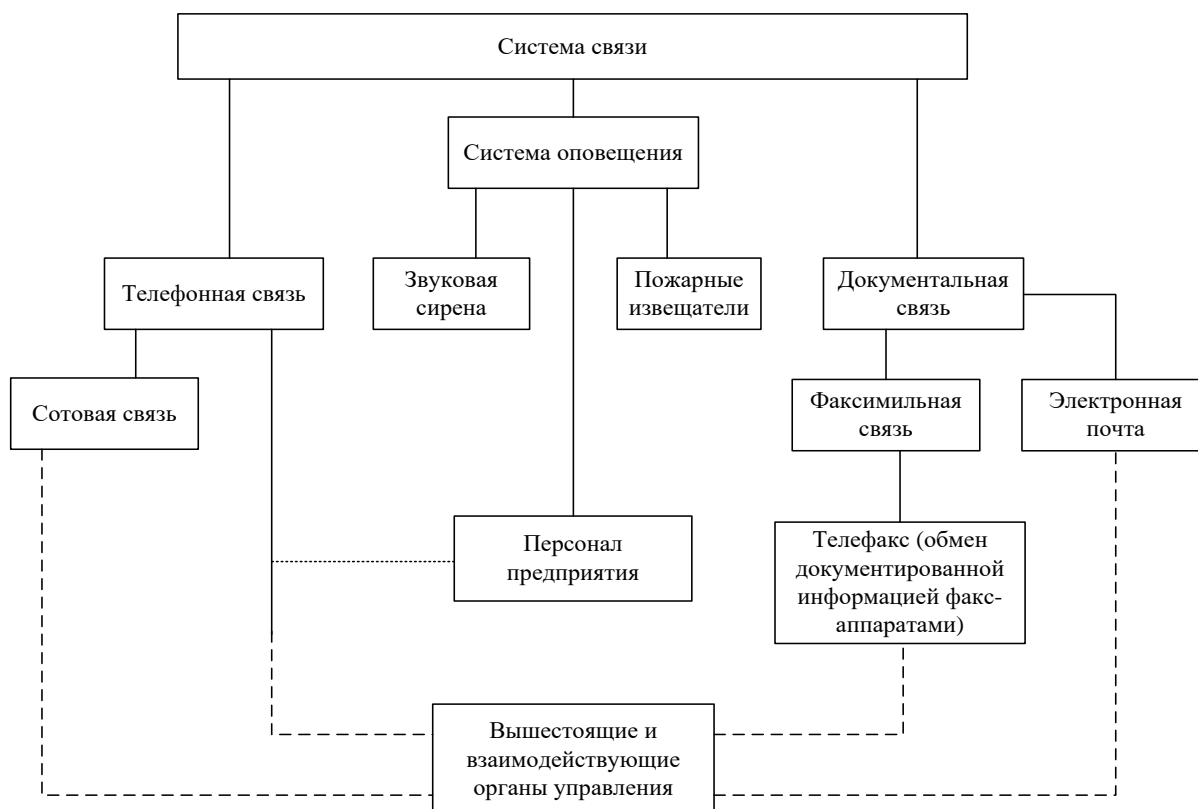 Система связи
Система оповещения
Телефонная связь
Звуковая
сирена
Пожарные
извещатели
Документальная
связь
Сотовая связь
Факсимильная
связь
Электронная
почта
Персонал
предприятия
Телефакс (обмен
документированной
информацией факс-
аппаратами)
Вышестоящие и
взаимодействующие
органы управления